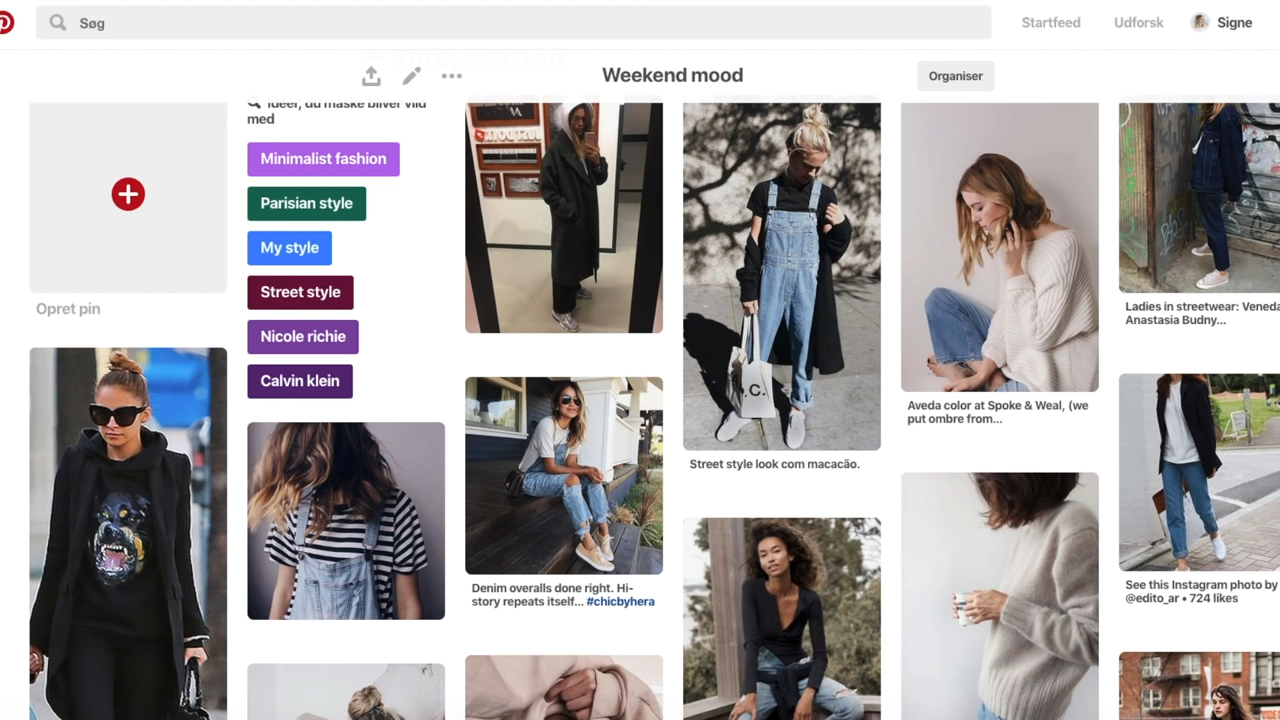 Søg
Startfeed
Udforsk
Signe
Weekend mood
Organiser
Ideer, du måske bliver vild
med
Minimalist fashion
Parisian style
My style
Street style
Nicole richie
Calvin klein
Opret pin
Denim overalls done right. Hi-
story repeats itself... #chicbyhera
.C.
Street style look com macacão.
Aveda color at Spoke & Weal, (we
put ombre from...
Ladies in streetwear: Veneda
Anastasia Budny...
See this Instagram photo by
@edito_ar • 724 likes